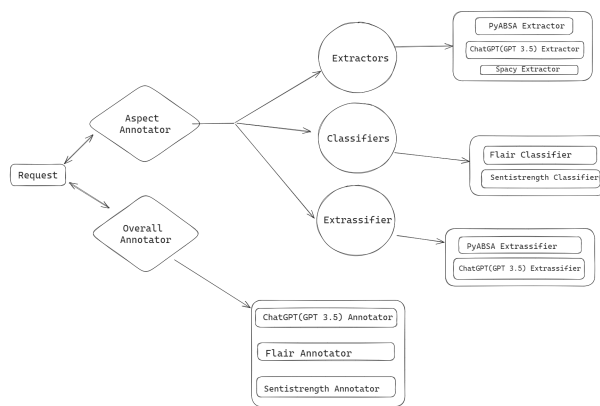 PyABSA Extractor
ChatGPT(GPT 3.5) Extractor
Spacy Extractor
Extractors
Aspect
Annotator
Classifiers
Flair Classifier
Sentistrength Classifier
Request
Extrassifier
Overall
Annotator
PyABSA Extrassifier
ChatGPT(GPT 3.5) Extrassifier
ChatGPT(GPT 3.5) Annotator
Flair Annotator
Sentistrength Annotator